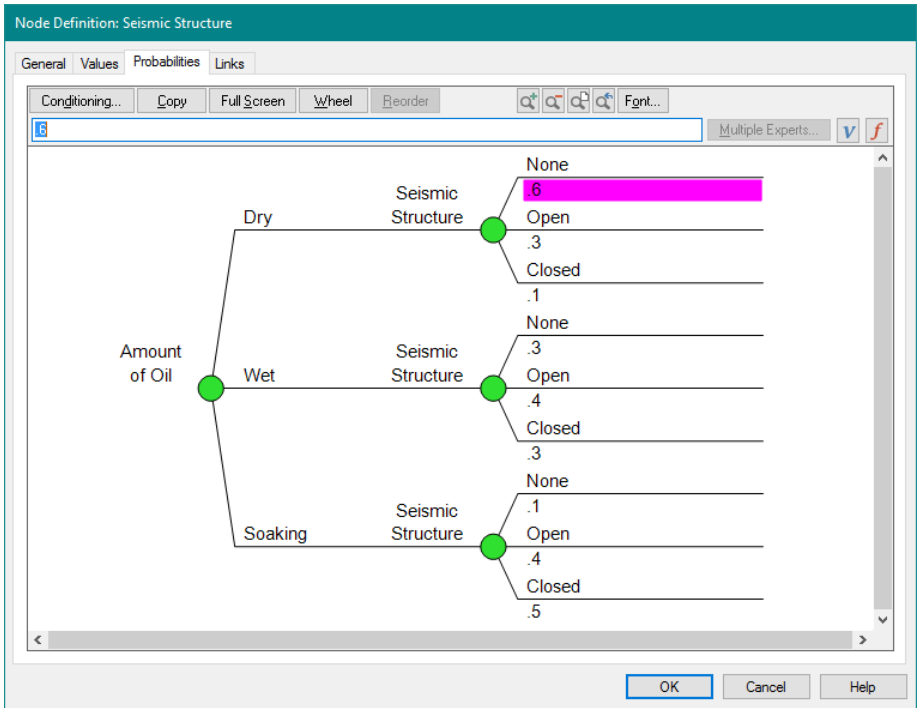 Node Definition: Seismic Structure
General Values Probabilities Links
Conditioning... Copy Full Screen Wheel Reorder Font...
.6 Multiple Experts... V f
None
.6
Seismic
Structure
Dry
Open
.3
Closed
.1
None
.3
Amount
of Oil
Seismic
Structure
Wet
Open
.4
Closed
.3
None
.1
Seismic
Structure
Soaking
Open
.4
Closed
.5
OK Cancel Help